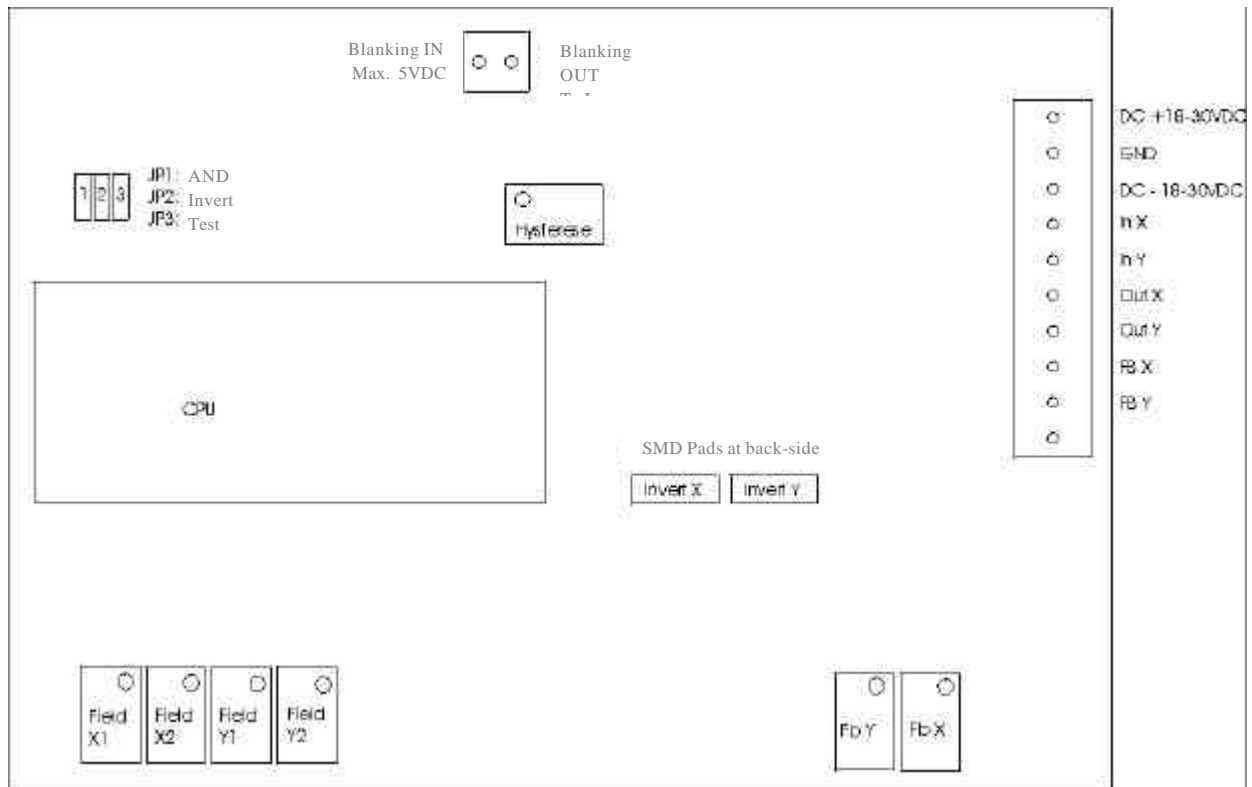 Blanking IN
Max. 5VDC
Blanking
OUT
DC +18-30VDC
GND
DC - 18-30VDC
In X
In Y
Out X
Out Y
FB X
FB Y
1 2 3
JP1: AND
JP2: Invert
JP3: Test
Hysterese
CPU
SMD Pads at back-side
Invert X
Invert Y
Field
X1
Field
X2
Field
Y1
Field
Y2
Fb Y
Fb X